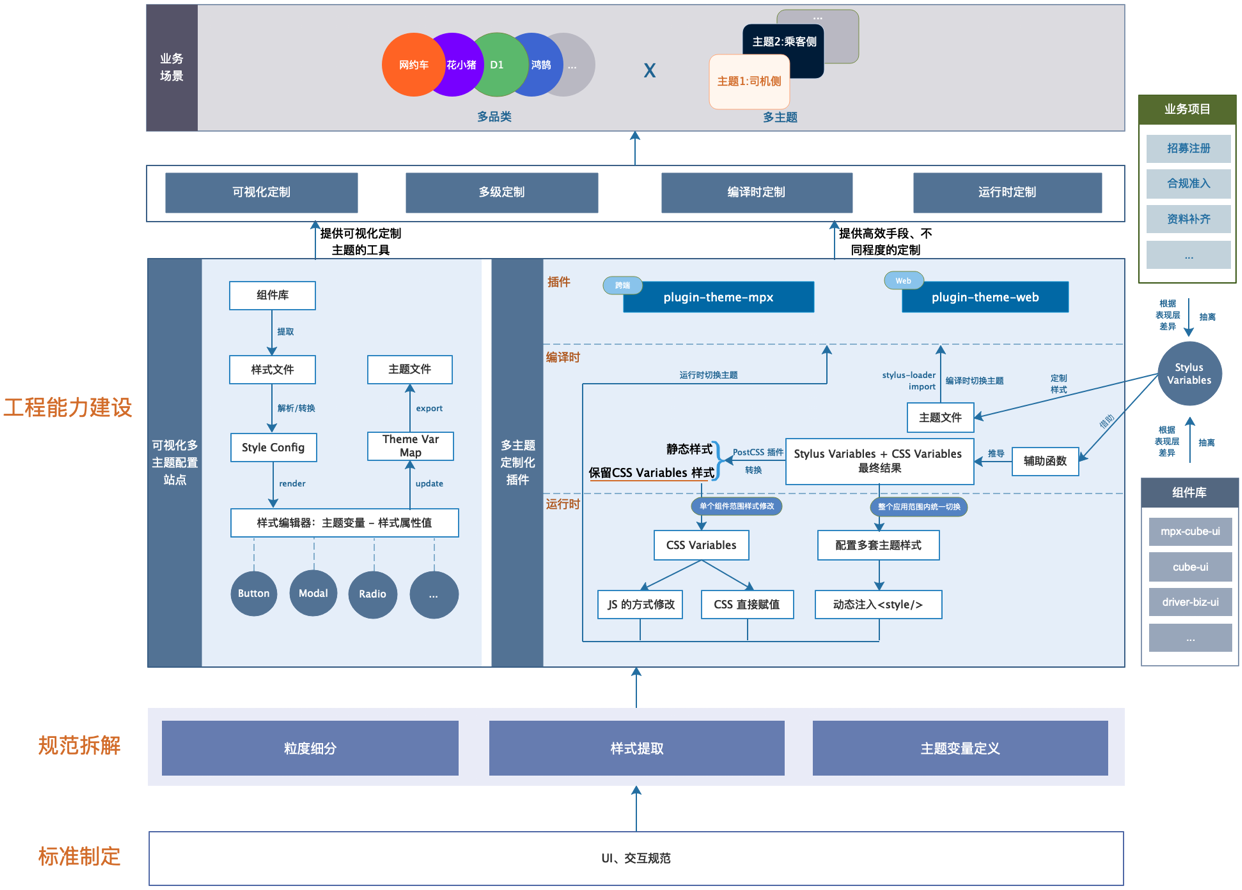 业务
场景
网约车
花小猪
D1
鸿鹄
...
多品类
X
...
主题2:乘客侧
主题1:司机侧
多主题
可视化定制
多级定制
编译时定制
运行时定制
提供可视化定制
主题的工具
提供高效手段、不
同程度的定制
工程能力建设
可视化多
主题配置
站点
组件库
提取
样式文件
解析/转换
Style Config
render
主题文件
export
Theme Var
Map
update
样式编辑器：主题变量 – 样式属性值
Button
Modal
Radio
...
多主题
定制化
插件
插件
跨端
plugin-theme-mpx
Web
plugin-theme-web
编译时
运行时切换主题
stylus-loader
import
编译时切换主题
主题文件
定制
样式
借助
静态样式
保留CSS Variables 样式
PostCSS 插件
转换
Stylus Variables + CSS Variables
最终结果
推导
辅助函数
运行时
单个组件范围样式修改
整个应用范围内统一切换
CSS Variables
配置多套主题样式
JS 的方式修改
CSS 直接赋值
动态注入<style/>
业务项目
招募注册
合规准入
资料补齐
...
根据
表现层
差异
抽离
Stylus
Variables
根据
表现层
差异
抽离
组件库
mpx-cube-ui
cube-ui
driver-biz-ui
...
规范拆解
粒度细分
样式提取
主题变量定义
标准制定
UI、交互规范